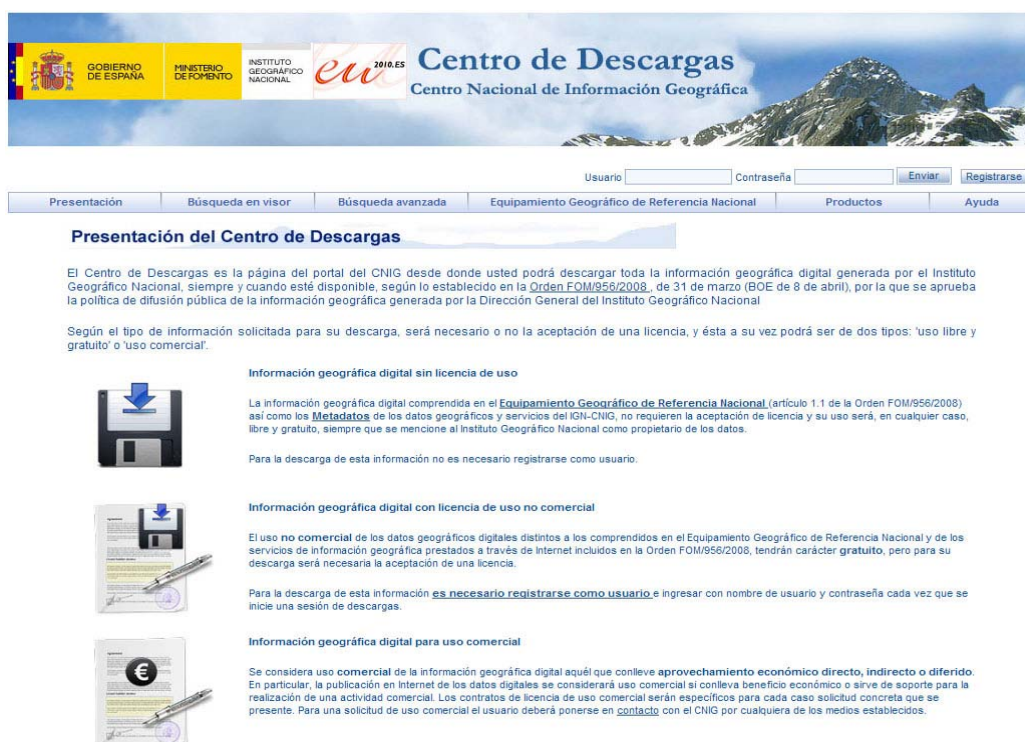 GOBIERNO
DE ESPAÑA
MINISTERIO
DE FOMENTO
INSTITUTO
GEOGRÁFICO
NACIONAL
eu 2010.ES
Centro de Descargas
Centro Nacional de Información Geográfica
Usuario Contraseña Enviar Registrarse
Presentación Búsqueda en visor Búsqueda avanzada Equipamiento Geográfico de Referencia Nacional Productos Ayuda
Presentación del Centro de Descargas
El Centro de Descargas es la página del portal del CNIG desde donde usted podrá descargar toda la información geográfica digital generada por el Instituto
Geográfico Nacional, siempre y cuando esté disponible, según lo establecido en la Orden FOM/956/2008 , de 31 de marzo (BOE de 8 de abril), por la que se aprueba
la política de difusión pública de la información geográfica generada por la Dirección General del Instituto Geográfico Nacional
Según el tipo de información solicitada para su descarga, será necesario o no la aceptación de una licencia, y ésta a su vez podrá ser de dos tipos: 'uso libre y
gratuito' o 'uso comercial'.
Información geográfica digital sin licencia de uso
La información geográfica digital comprendida en el Equipamiento Geográfico de Referencia Nacional (artículo 1.1 de la Orden FOM/956/2008)
así como los Metadatos de los datos geográficos y servicios del IGN-CNIG, no requieren la aceptación de licencia y su uso será, en cualquier caso,
libre y gratuito, siempre que se mencione al Instituto Geográfico Nacional como propietario de los datos.
Para la descarga de esta información no es necesario registrarse como usuario.
Información geográfica digital con licencia de uso no comercial
El uso no comercial de los datos geográficos digitales distintos a los comprendidos en el Equipamiento Geográfico de Referencia Nacional y de los
servicios de información geográfica prestados a través de Internet incluidos en la Orden FOM/956/2008, tendrán carácter gratuito, pero para su
descarga será necesaria la aceptación de una licencia.
Para la descarga de esta información es necesario registrarse como usuario e ingresar con nombre de usuario y contraseña cada vez que se
inicie una sesión de descargas.
Información geográfica digital para uso comercial
Se considera uso comercial de la información geográfica digital aquél que conlleve aprovechamiento económico directo, indirecto o diferido.
En particular, la publicación en Internet de los datos digitales se considerará uso comercial si conlleva beneficio económico o sirve de soporte para la
realización de una actividad comercial. Los contratos de licencia de uso comercial serán específicos para cada caso solicitud concreta que se
presente. Para una solicitud de uso comercial el usuario deberá ponerse en contacto con el CNIG por cualquiera de los medios establecidos.